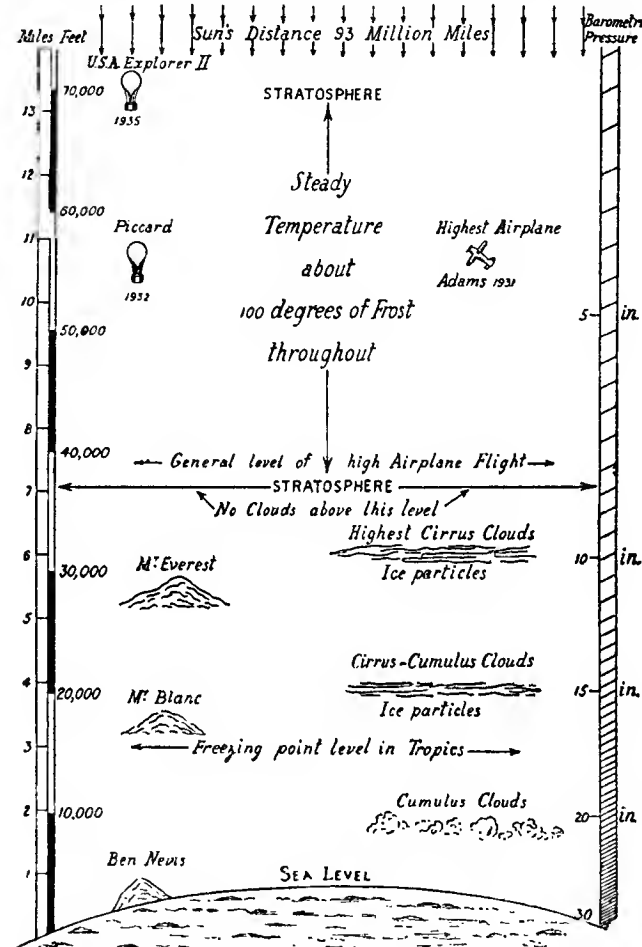 Sun's Distance 93 Million Miles
Miles Feet
Barometric
Pressure
U.S.A. Explorer II
1935
70,000
13
STRATOSPHERE
12
Steady
Temperature
about
100 degrees of Frost
throughout
60,000
11
Piccard
1932
Highest Airplane
Adams 1931
10
50,000
5 in.
9
8
40,000
General level of high Airplane Flight
7
STRATOSPHERE
No Clouds above this level
Highest Cirrus Clouds
Ice particles
6
10 in.
30,000
Mt. Everest
5
Cirrus-Cumulus Clouds
Ice particles
4
15 in.
20,000
Mt. Blanc
3
Freezing point level in Tropics
Cumulus Clouds
2
10,000
20 in.
Ben Nevis
1
SEA LEVEL
30